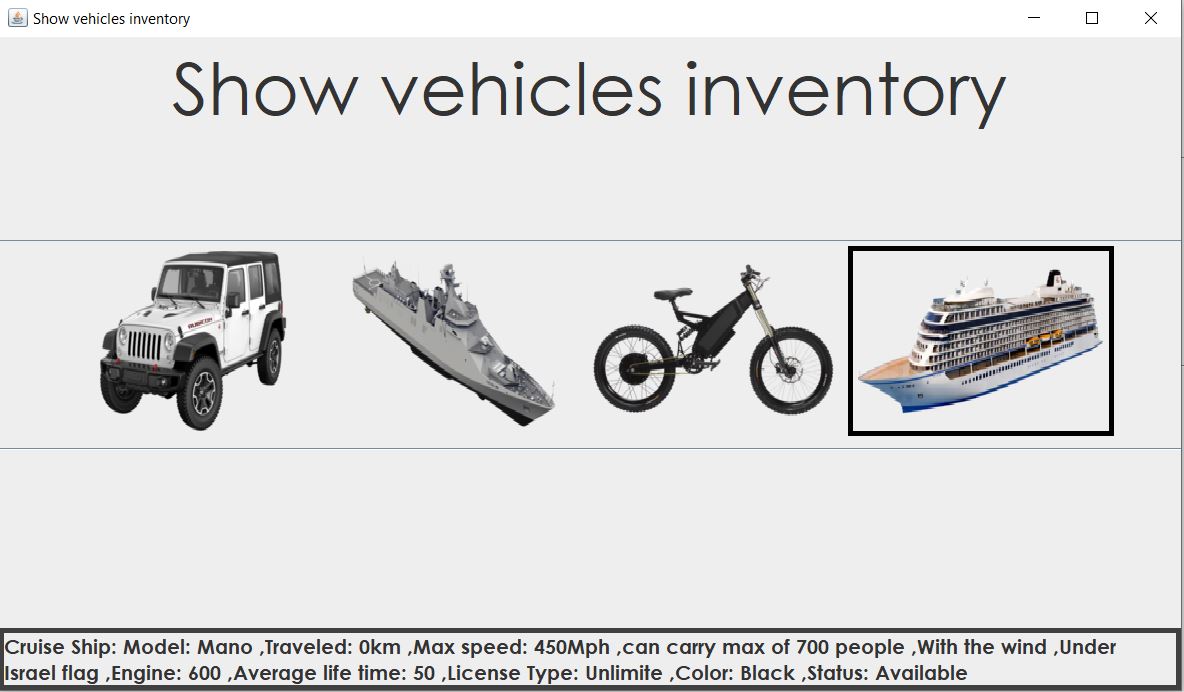 Show vehicles inventory
Show vehicles inventory
RUBICON
Cruise Ship: Model: Mano ,Traveled: 0km ,Max speed: 450Mph ,can carry max of 700 people ,With the wind ,Under
Israel flag ,Engine: 600 ,Average life time: 50 ,License Type: Unlimite ,Color: Black ,Status: Available